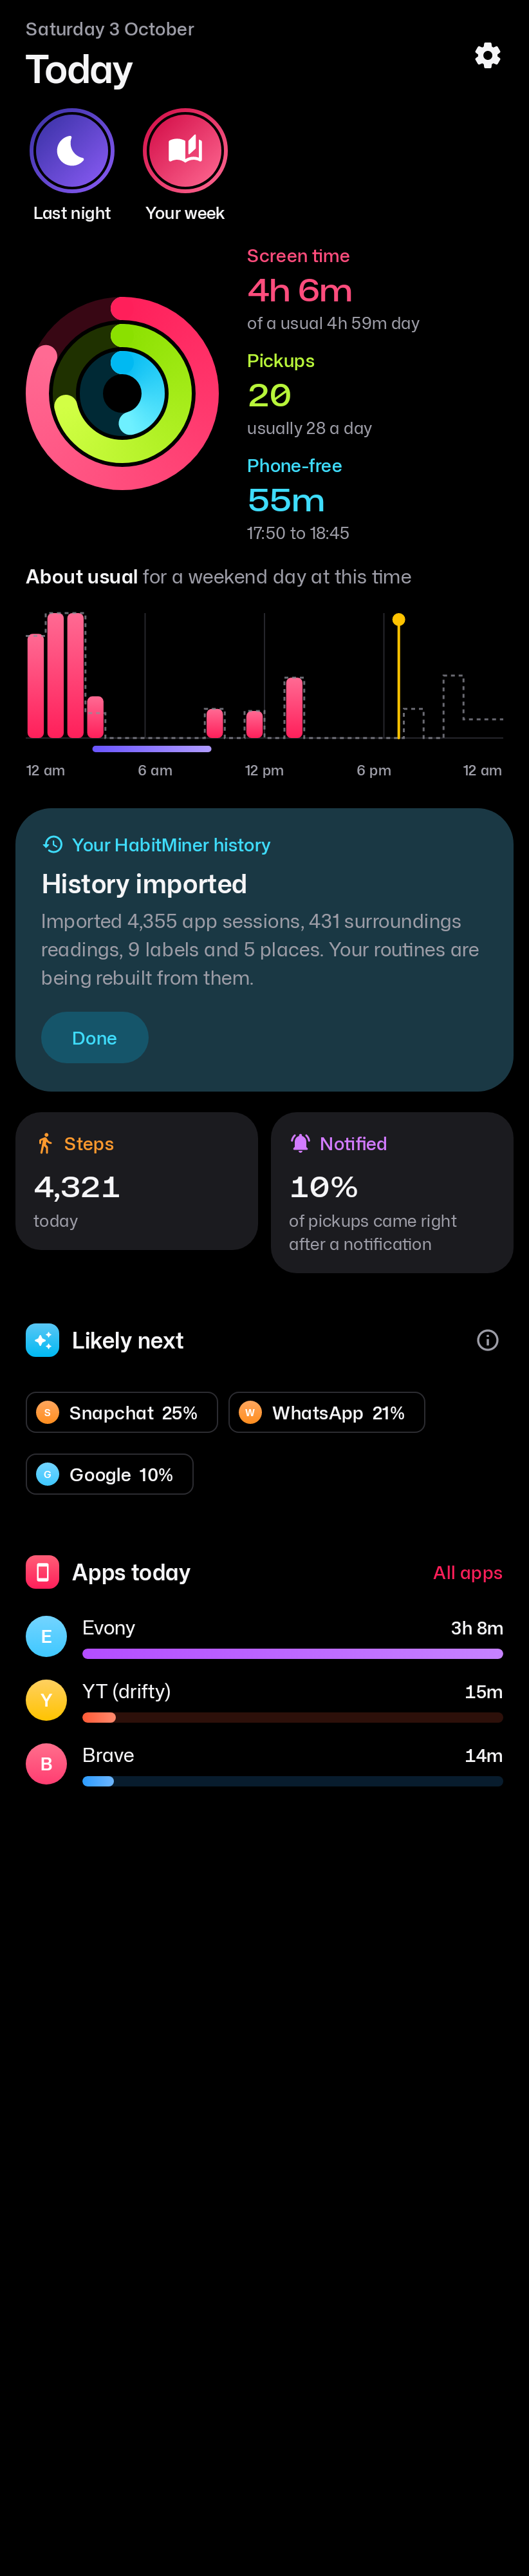 Saturday 3 October
Today
Last night
Your week
Screen time
4h 6m
of a usual 4h 59m day
Pickups
20
usually 28 a day
Phone-free
55m
17:50 to 18:45
About usual for a weekend day at this time
12 am 6 am 12 pm 6 pm 12 am
Your HabitMiner history
History imported
Imported 4,355 app sessions, 431 surroundings
readings, 9 labels and 5 places. Your routines are
being rebuilt from them.
Done
Steps
4,321
today
Notified
10%
of pickups came right
after a notification
Likely next
S Snapchat 25%
W WhatsApp 21%
G Google 10%
Apps today
All apps
E Evony 3h 8m
Y YT (drifty) 15m
B Brave 14m